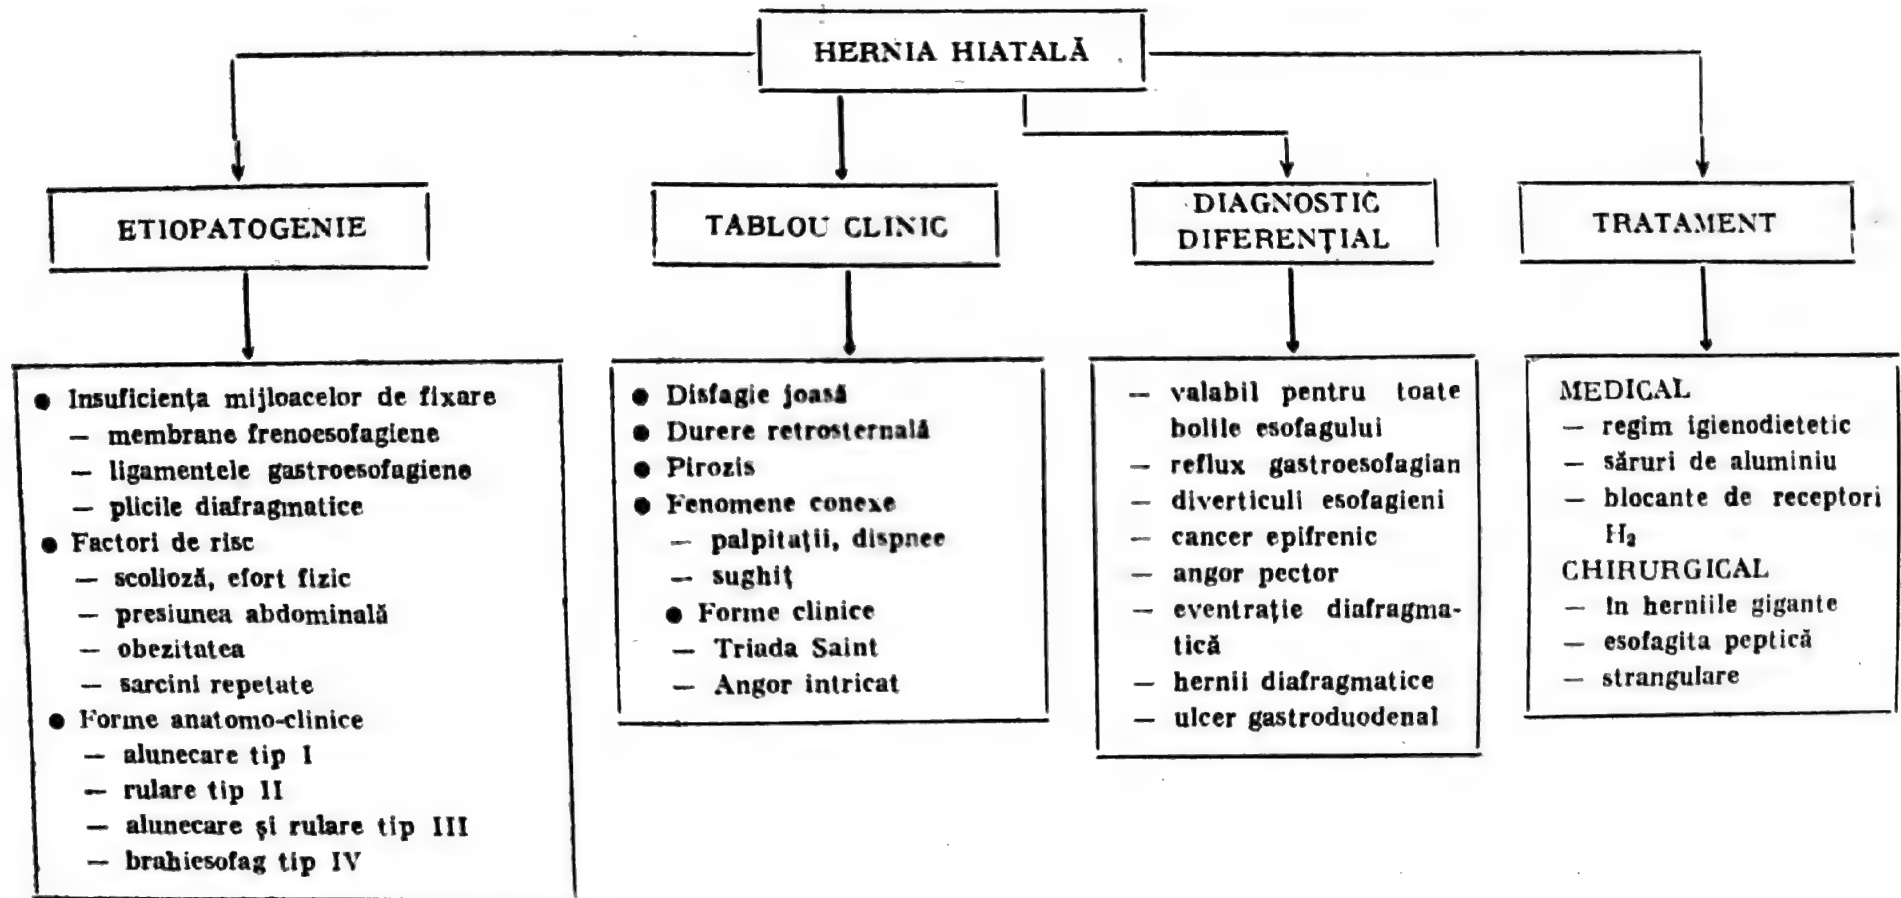 HERNIA HIATALĂ
ETIOPATOGENIE
● Insuficiența mijloacelor de fixare
— membrane frenoesofagiene
— ligamentele gastroesofagiene
— plicile diafragmatice
● Factori de risc
— scolioză, efort fizic
— presiunea abdominală
— obezitatea
— sarcini repetate
● Forme anatomo-clinice
— alunecare tip I
— rulare tip II
— alunecare și rulare tip III
— brahiesofag tip IV
TABLOU CLINIC
● Disfagie joasă
● Durere retrosternală
● Pirozis
● Fenomene conexe
— palpitații, dispnee
— sughiț
● Forme clinice
— Triada Saint
— Angor intricat
DIAGNOSTIC
DIFERENȚIAL
— valabil pentru toate
bolile esofagului
— reflux gastroesofagian
— diverticuli esofagieni
— cancer epifrenic
— angor pector
— eventrație diafragma-
tică
— hernii diafragmatice
— ulcer gastroduodenal
TRATAMENT
MEDICAL
— regim igienodietetic
— săruri de aluminiu
— blocante de receptori
H₂
CHIRURGICAL
— în herniile gigante
— esofagita peptică
— strangulare